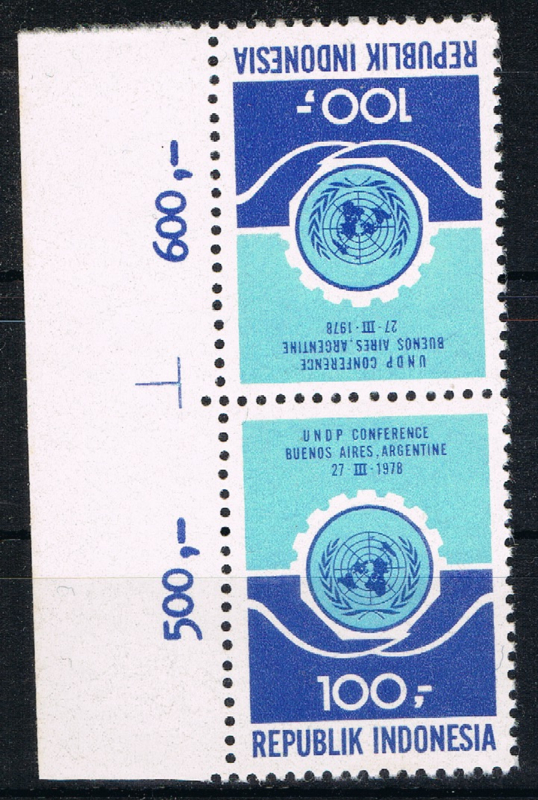 REPUBLIK INDONESIA
100,-
27·III·1978
BUENOS AIRES, ARGENTINE
UNDP CONFERENCE
600,-
500,-
UNDP CONFERENCE
BUENOS AIRES, ARGENTINE
27·III·1978
100,-
REPUBLIK INDONESIA